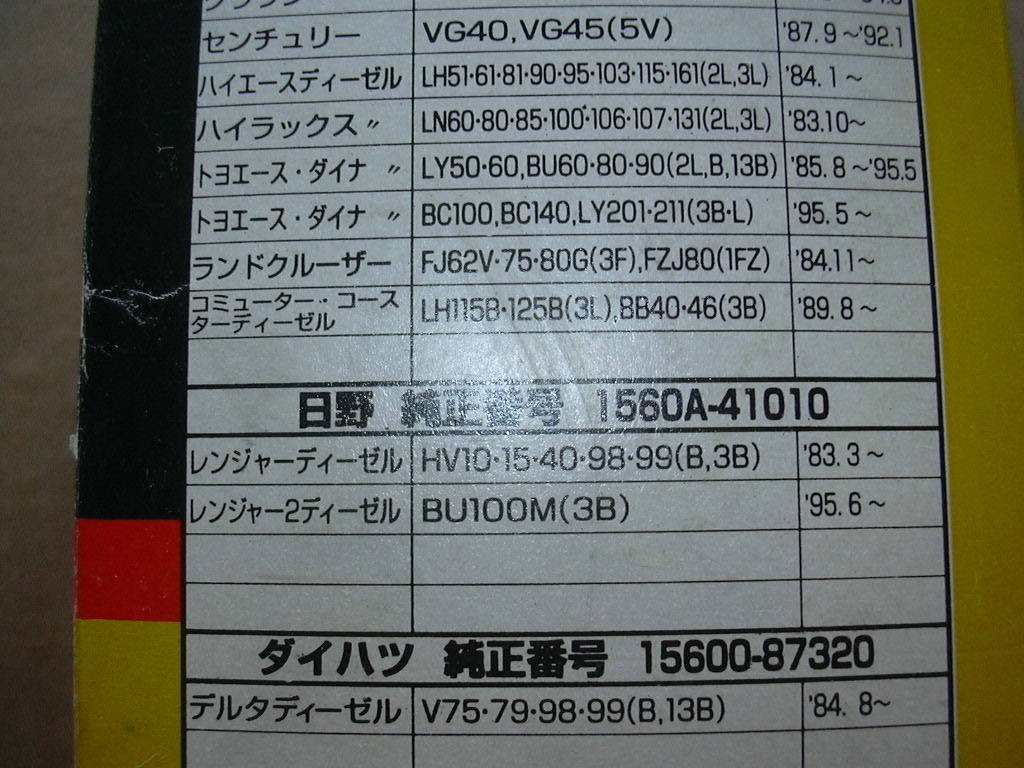 クラウン
センチュリー VG40,VG45(5V) '87.9～'92.1
ハイエースディーゼル LH51·61·81·90·95·103·115·161(2L,3L) '84.1～
ハイラックス 〃 LN60·80·85·100·106·107·131(2L,3L) '83.10～
トヨエース・ダイナ 〃 LY50·60,BU60·80·90(2L,B,13B) '85.8～'95.5
トヨエース・ダイナ 〃 BC100,BC140,LY201·211(3B·L) '95.5～
ランドクルーザー FJ62V·75·80G(3F),FZJ80(1FZ) '84.11～
コミューター・コース
ターディーゼル LH115B·125B(3L),BB40·46(3B) '89.8～
日野 純正番号 1560A-41010
レンジャーディーゼル HV10·15·40·98·99(B,3B) '83.3～
レンジャー2ディーゼル BU100M(3B) '95.6～
ダイハツ 純正番号 15600-87320
デルタディーゼル V75·79·98·99(B,13B) '84.8～